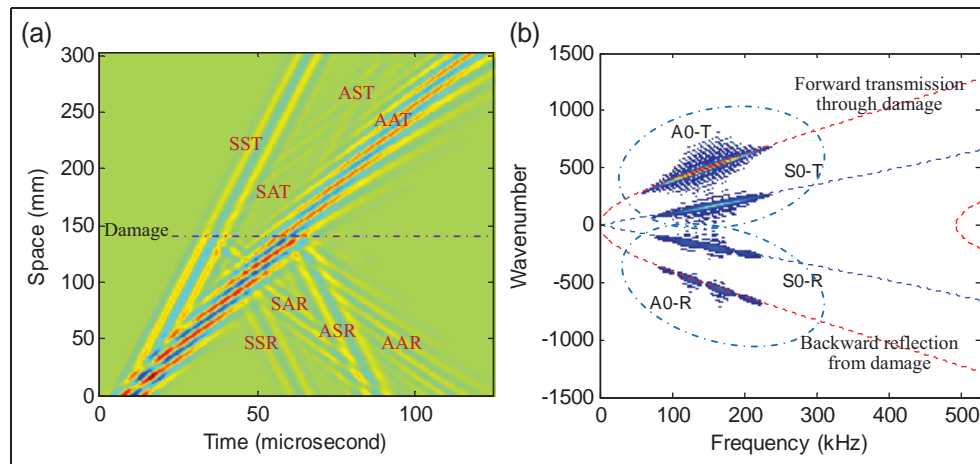 (a)
300
250
200
150
100
50
0
Space (mm)
AST
AAT
SST
SAT
Damage
SAR
ASR
SSR
AAR
0
50
100
Time (microsecond)
(b)
1500
1000
500
0
-500
-1000
-1500
Wavenumber
Forward transmission
through damage
A0-T
S0-T
S0-R
A0-R
Backward reflection
from damage
0
100
200
300
400
500
Frequency (kHz)